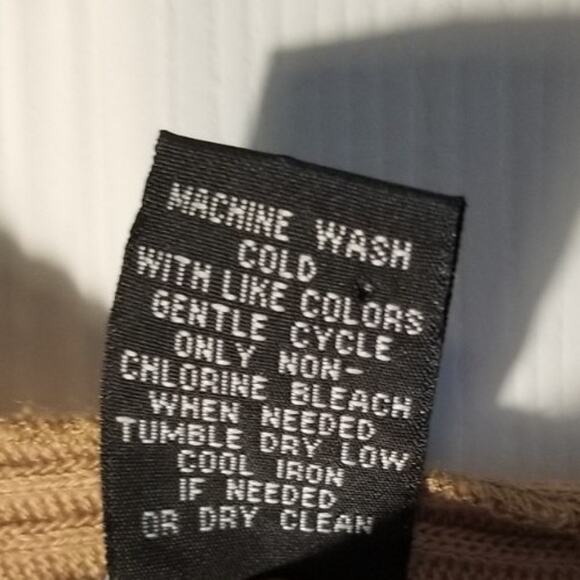 MACHINE WASH
COLD
WITH LIKE COLORS
GENTLE CYCLE
ONLY NON-
CHLORINE BLEACH
WHEN NEEDED
TUMBLE DRY LOW
COOL IRON
IF NEEDED
OR DRY CLEAN